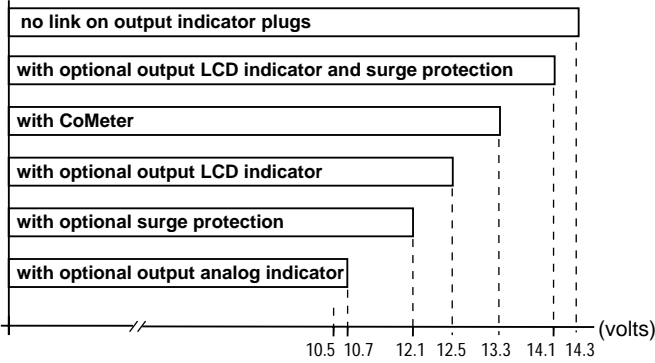 no link on output indicator plugs
with optional output LCD indicator and surge protection
with CoMeter
with optional output LCD indicator
with optional surge protection
with optional output analog indicator
(volts)
10.5 10.7 12.1 12.5 13.3 14.1 14.3